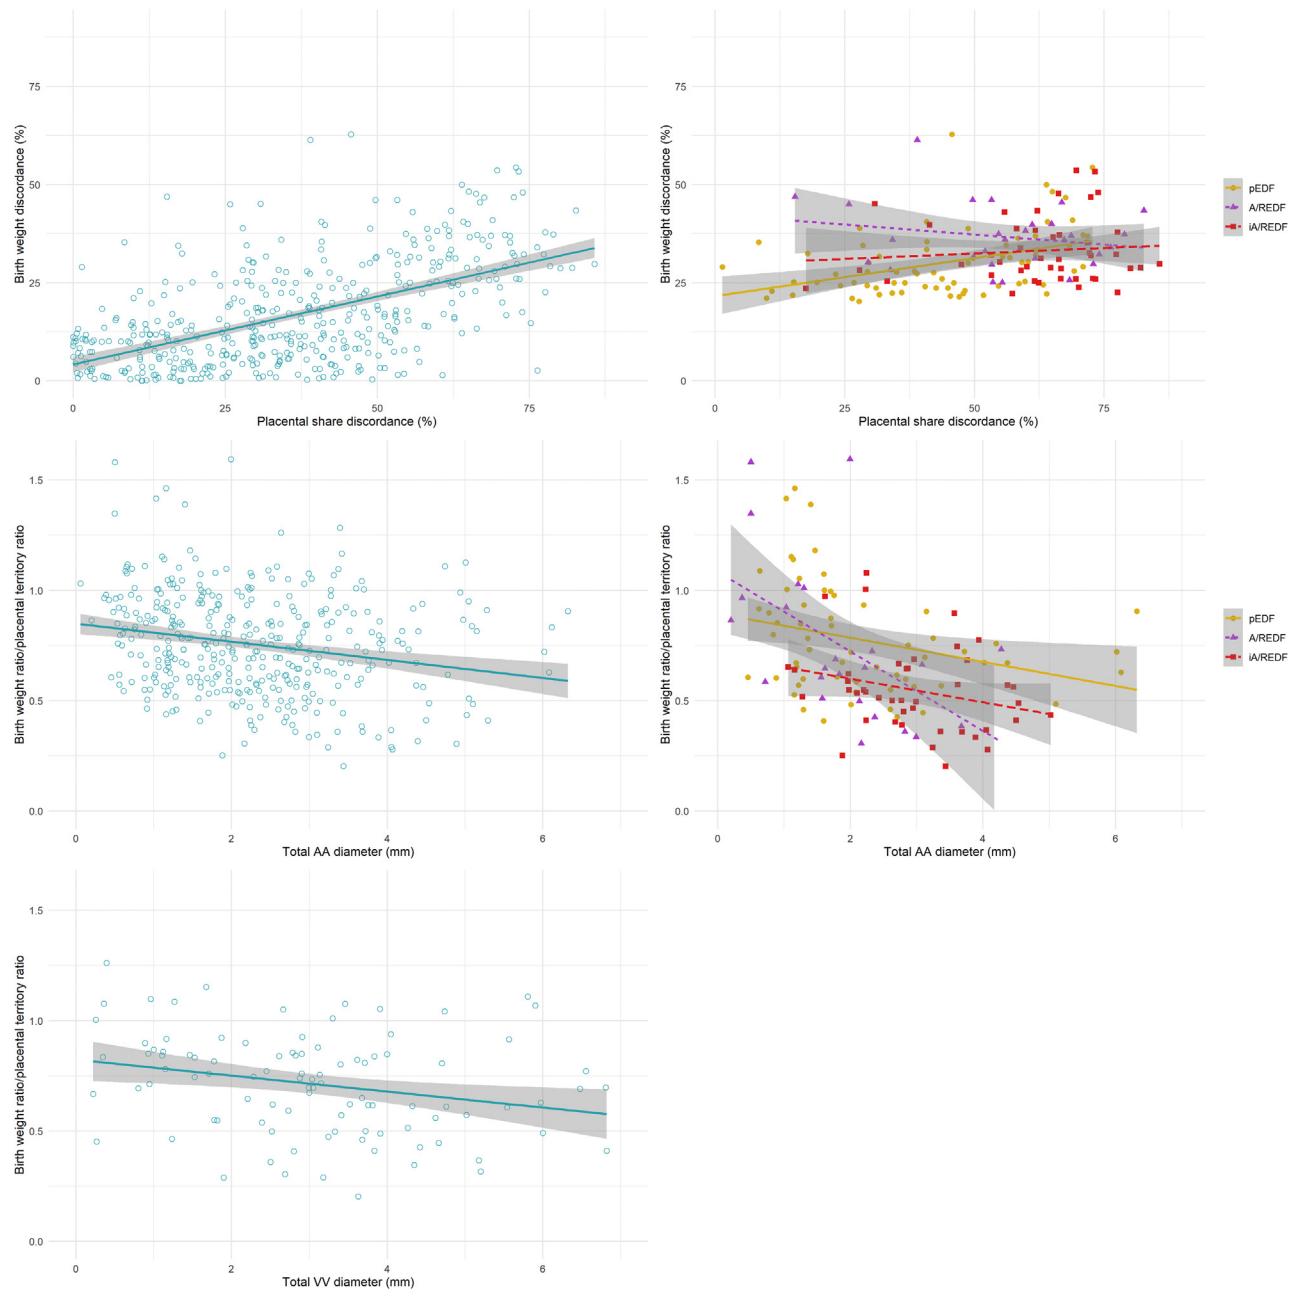 75
50
25
0
Birth weight discordance (%)
0 25 50 75
Placental share discordance (%)
75
50
25
0
Birth weight discordance (%)
0 25 50 75
Placental share discordance (%)
pEDF
A/REDF
iA/REDF
1.5
1.0
0.5
0.0
Birth weight ratio/placental territory ratio
0 2 4 6
Total AA diameter (mm)
1.5
1.0
0.5
0.0
Birth weight ratio/placental territory ratio
0 2 4 6
Total AA diameter (mm)
pEDF
A/REDF
iA/REDF
1.5
1.0
0.5
0.0
Birth weight ratio/placental territory ratio
0 2 4 6
Total VV diameter (mm)